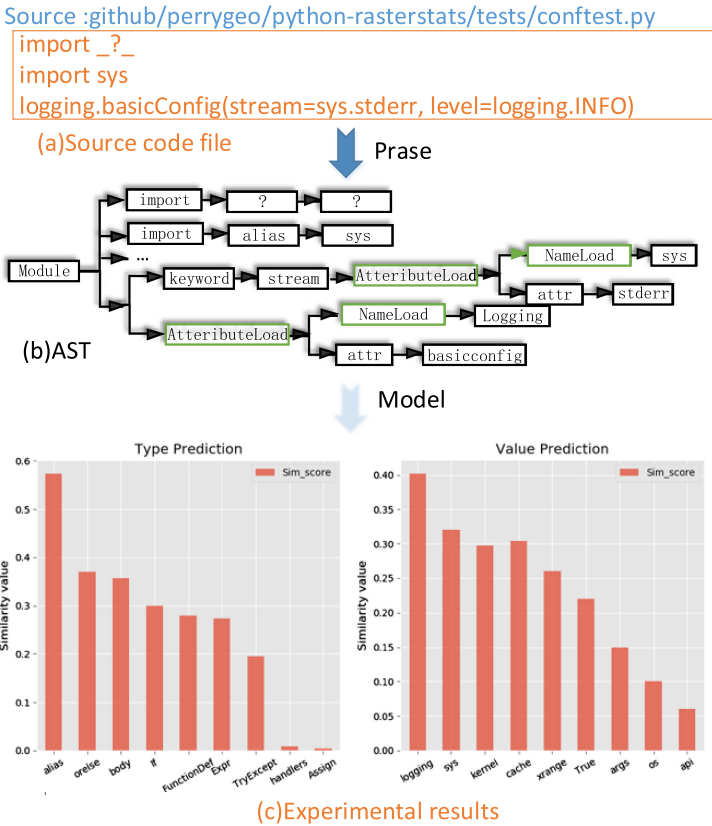 Source :github/perrygeo/python-rasterstats/tests/conftest.py
import _?_
import sys
logging.basicConfig(stream=sys.stderr, level=logging.INFO)
(a)Source code file
Prase
import ? ?
import alias sys
...
Module
keyword stream AtteributeLoad NameLoad sys
attr stderr
AtteributeLoad NameLoad Logging
attr basicconfig
(b)AST
Model
Type Prediction
Sim_score
Similarity value
0.6
0.5
0.4
0.3
0.2
0.1
0.0
alias orelse body If FunctionDef Expr TryExcept handlers Assign
Value Prediction
Sim_score
Similarity value
0.40
0.35
0.30
0.25
0.20
0.15
0.10
0.05
0.00
logging sys kernel cache xrange True args os api
(c)Experimental results